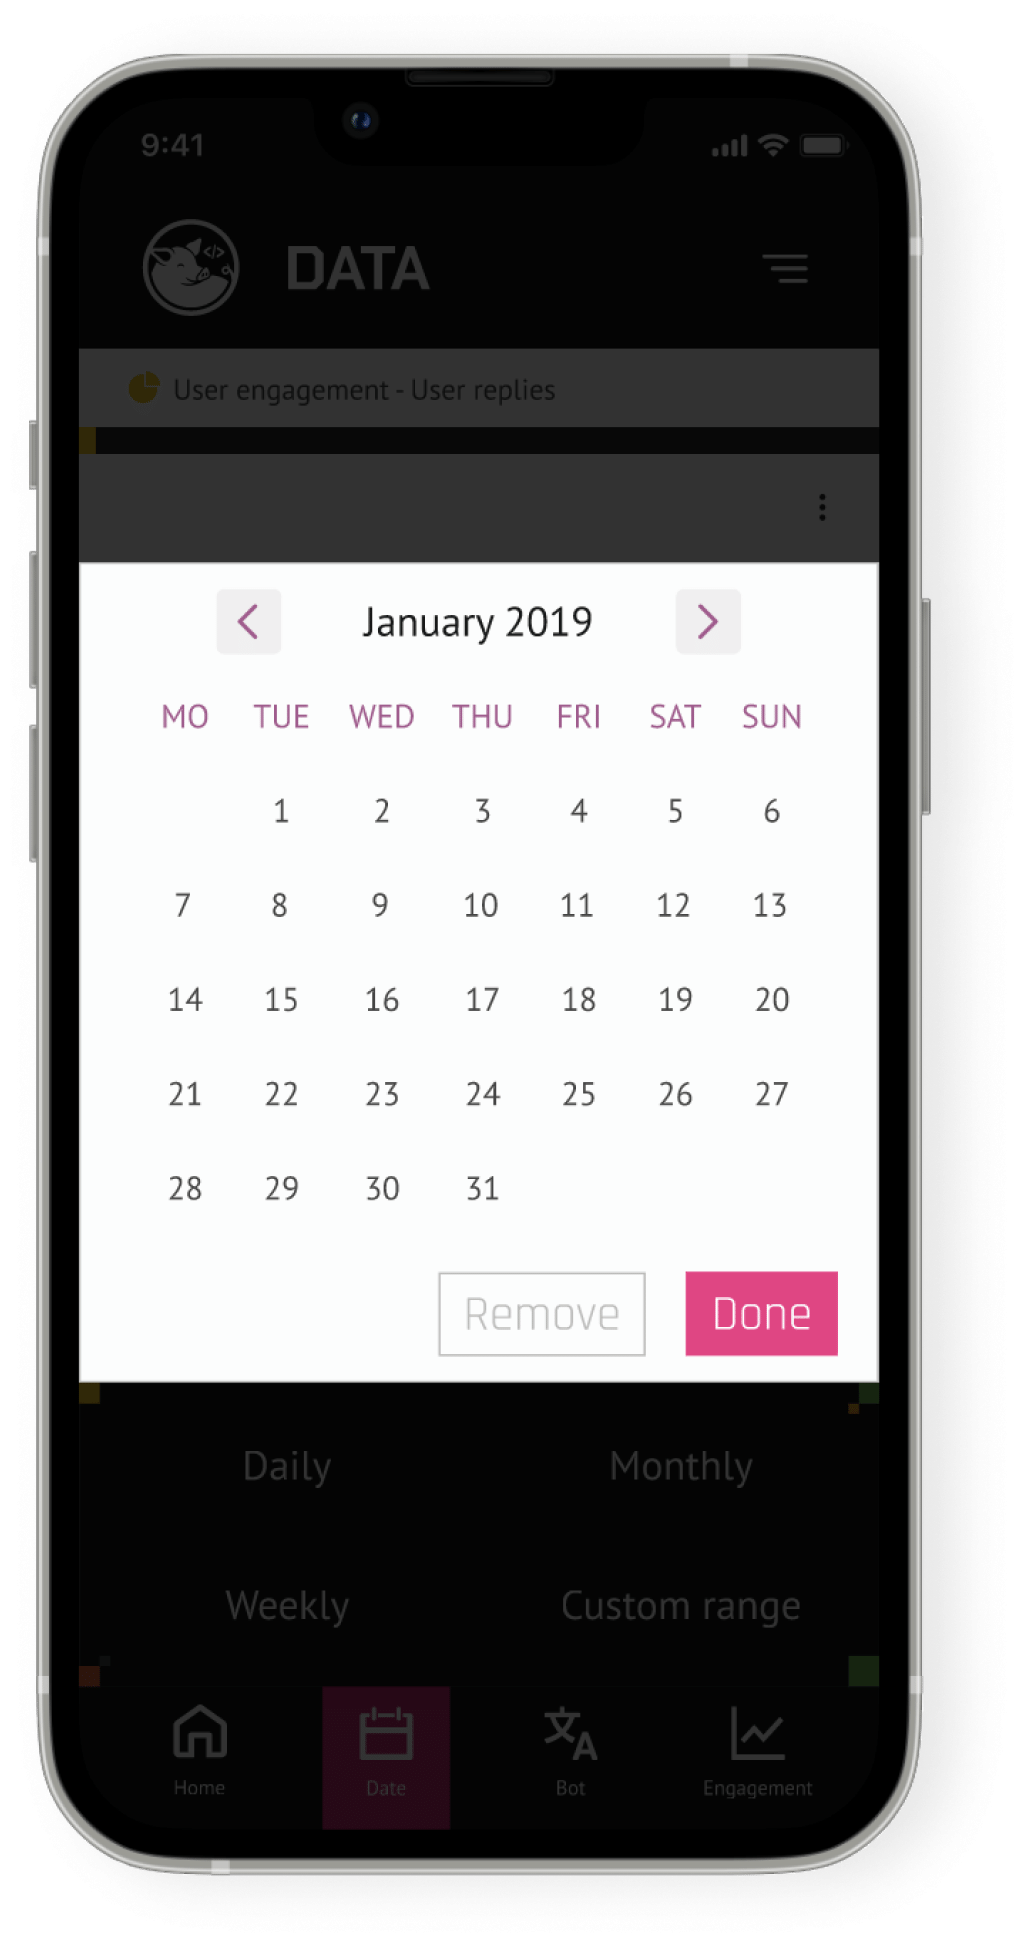 9:41
</>
DATA
User engagement - User replies
January 2019
MO TUE WED THU FRI SAT SUN
1 2 3 4 5 6
7 8 9 10 11 12 13
14 15 16 17 18 19 20
21 22 23 24 25 26 27
28 29 30 31
Remove Done
Daily Monthly
Weekly Custom range
文A
Home Date Bot Engagement